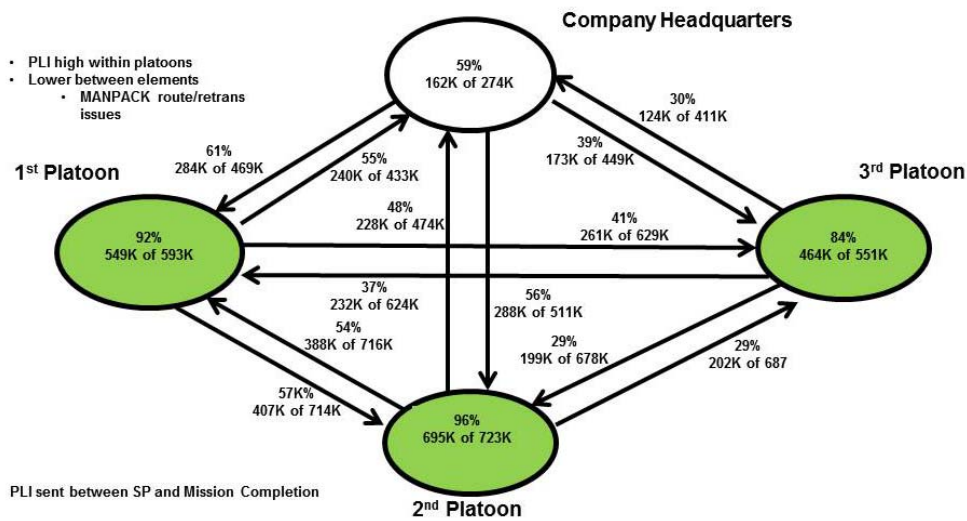 Company Headquarters
• PLI high within platoons
• Lower between elements
• MANPACK route/retrans
issues
59%
162K of 274K
30%
124K of 411K
39%
173K of 449K
61%
284K of 469K
55%
240K of 433K
1st Platoon
3rd Platoon
48%
228K of 474K
41%
261K of 629K
92%
549K of 593K
84%
464K of 551K
37%
232K of 624K
56%
288K of 511K
54%
388K of 716K
29%
199K of 678K
29%
202K of 687
57K%
407K of 714K
96%
695K of 723K
PLI sent between SP and Mission Completion
2nd Platoon